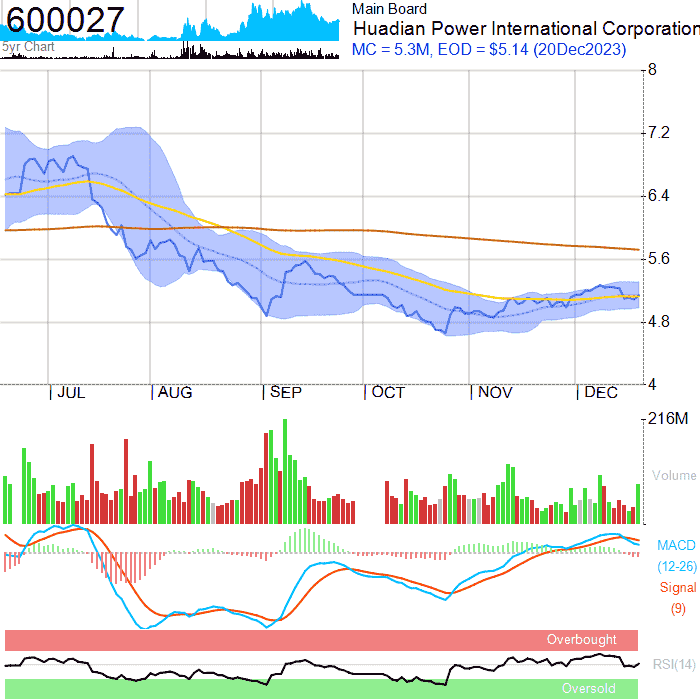 600027
5yr Chart
Main Board
Huadian Power International Corporation
MC = 5.3M, EOD = $5.14 (20Dec2023)
8
7.2
6.4
5.6
4.8
4
JUL AUG SEP OCT NOV DEC
216M
Volume
MACD
(12-26)
Signal
(9)
Overbought
RSI(14)
Oversold